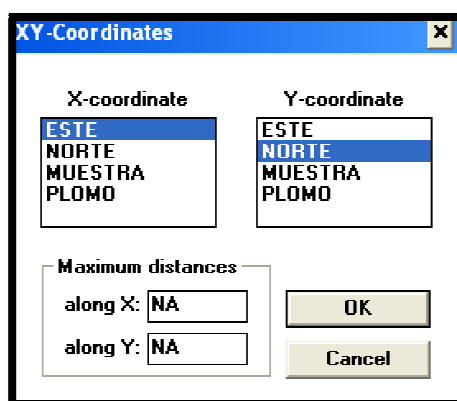 XY-Coordinates
X-coordinate
ESTE
NORTE
MUESTRA
PLOMO
Y-coordinate
ESTE
NORTE
MUESTRA
PLOMO
Maximum distances
along X: NA
along Y: NA
OK
Cancel